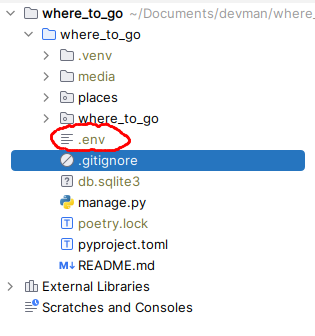 where_to_go ~/Documents/devman/where_
where_to_go
.venv
media
places
where_to_go
.env
.gitignore
db.sqlite3
manage.py
poetry.lock
pyproject.toml
README.md
External Libraries
Scratches and Consoles